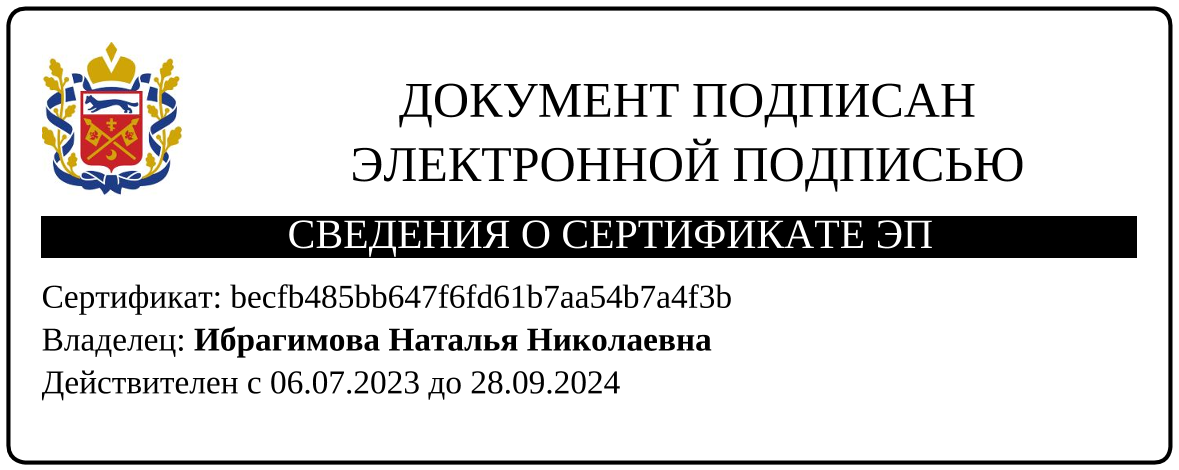 ДОКУМЕНТ ПОДПИСАН
ЭЛЕКТРОННОЙ ПОДПИСЬЮ
СВЕДЕНИЯ О СЕРТИФИКАТЕ ЭП
Сертификат: becfb485bb647f6fd61b7aa54b7a4f3b
Владелец: Ибрагимова Наталья Николаевна
Действителен с 06.07.2023 до 28.09.2024